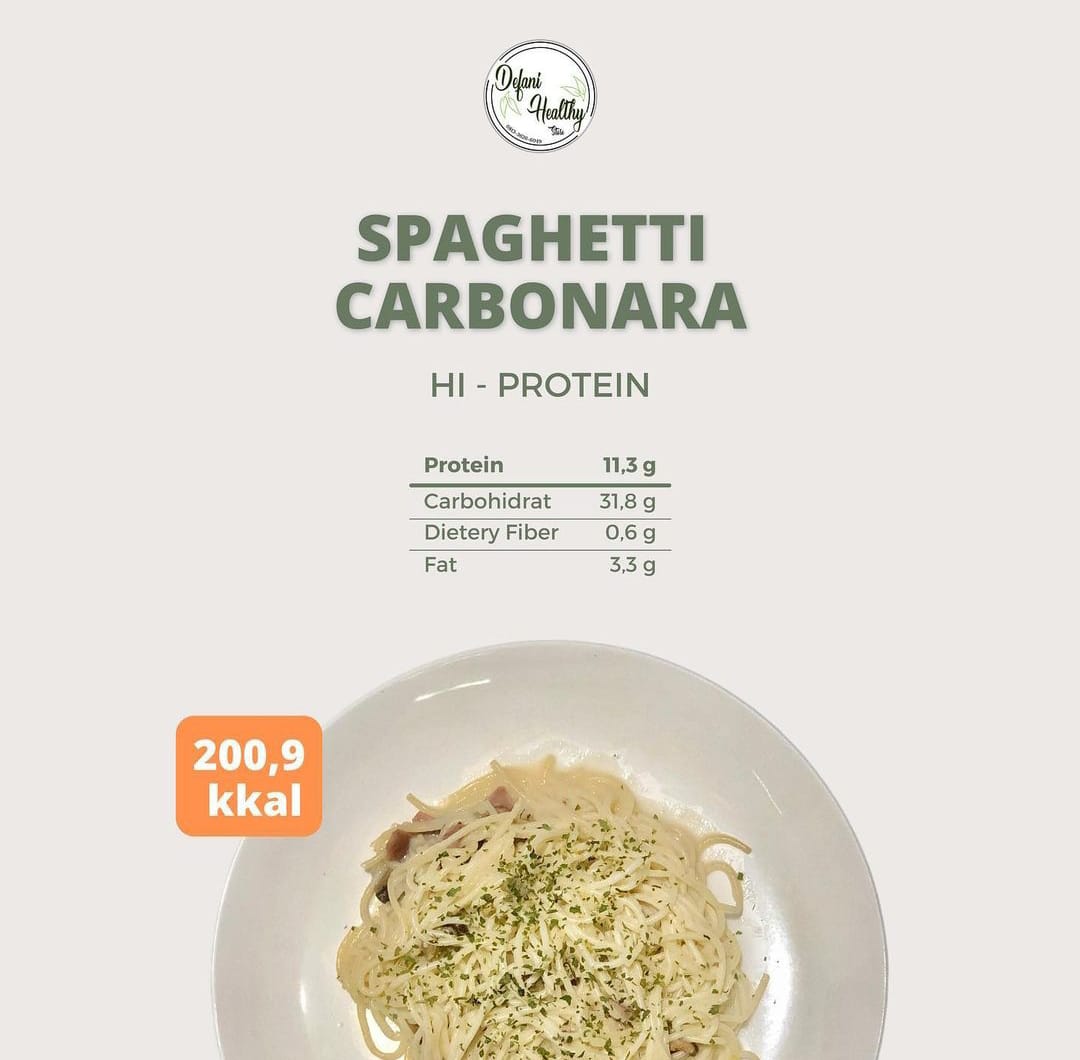 Defani
Healthy
Store
SPAGHETTI
CARBONARA
HI - PROTEIN
Protein 11,3 g
Carbohidrat 31,8 g
Dietery Fiber 0,6 g
Fat 3,3 g
200,9
kkal